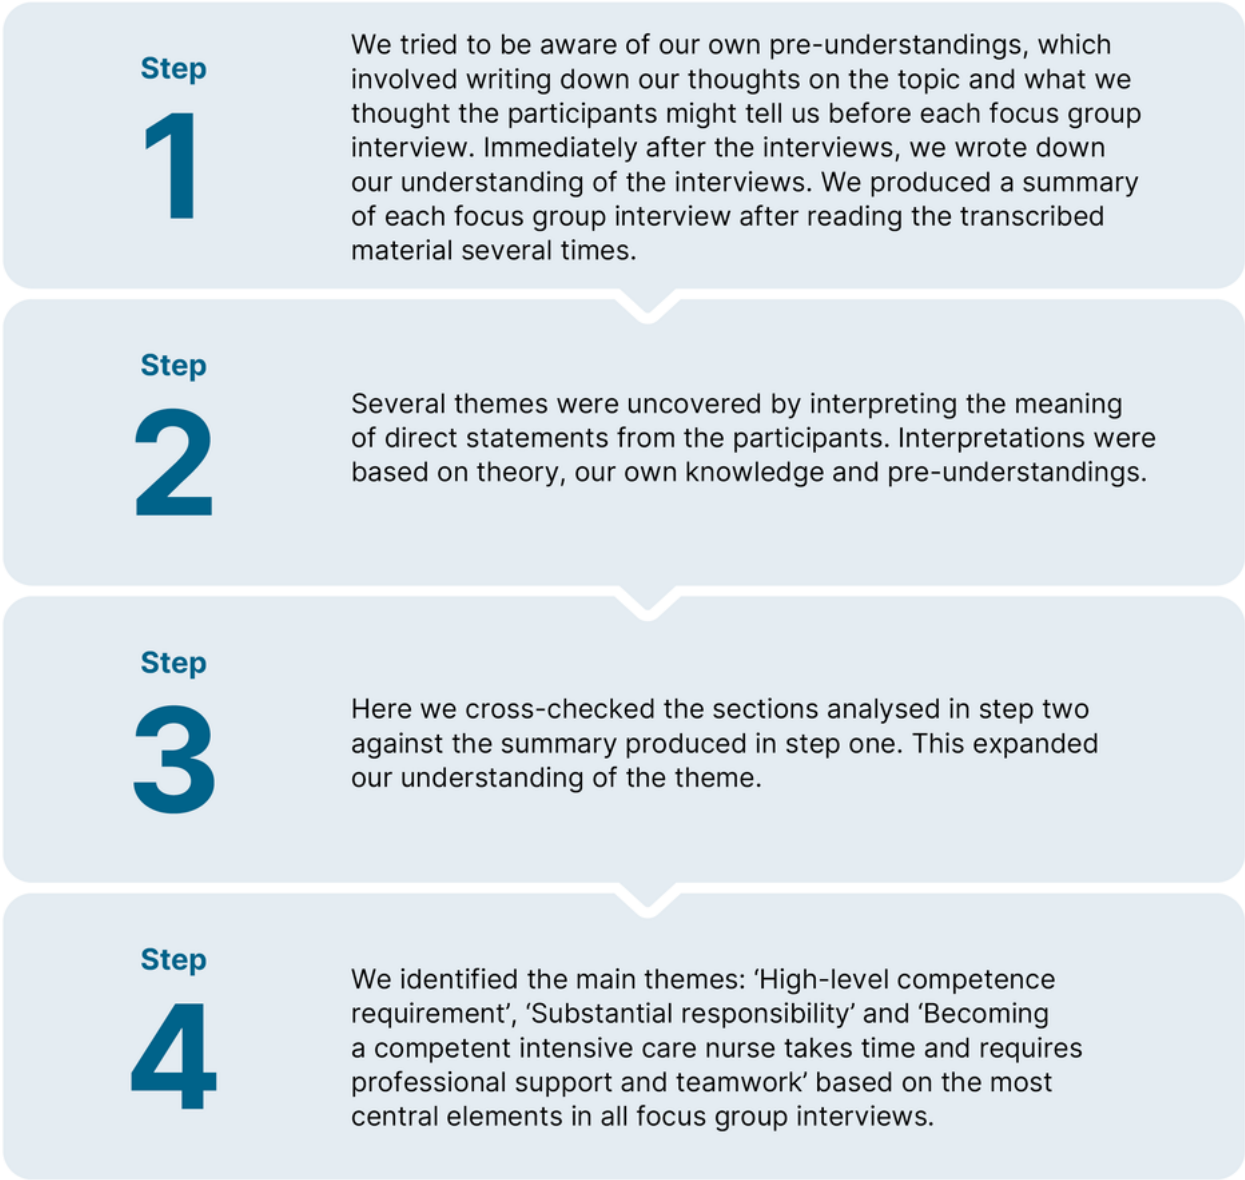 Step
1
We tried to be aware of our own pre-understandings, which
involved writing down our thoughts on the topic and what we
thought the participants might tell us before each focus group
interview. Immediately after the interviews, we wrote down
our understanding of the interviews. We produced a summary
of each focus group interview after reading the transcribed
material several times.
Step
2
Several themes were uncovered by interpreting the meaning
of direct statements from the participants. Interpretations were
based on theory, our own knowledge and pre-understandings.
Step
3
Here we cross-checked the sections analysed in step two
against the summary produced in step one. This expanded
our understanding of the theme.
Step
4
We identified the main themes: ‘High-level competence
requirement’, ‘Substantial responsibility’ and ‘Becoming
a competent intensive care nurse takes time and requires
professional support and teamwork’ based on the most
central elements in all focus group interviews.